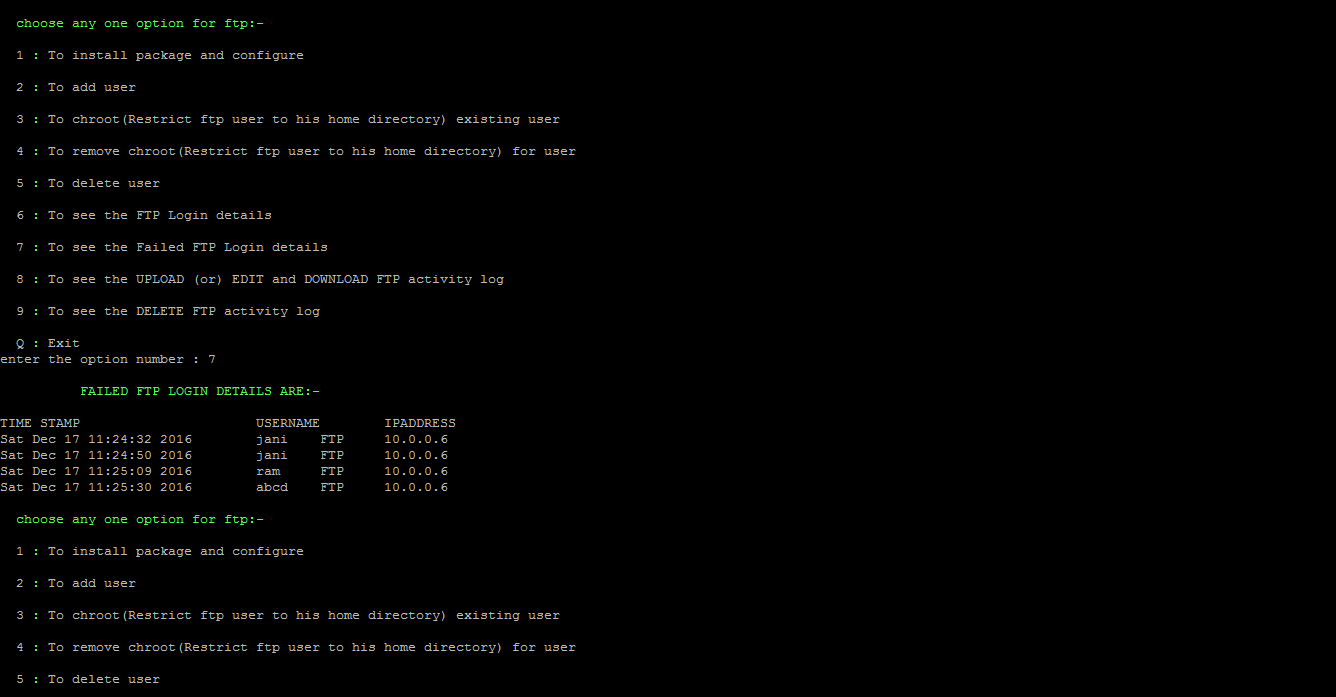 choose any one option for ftp:-
1 : To install package and configure
2 : To add user
3 : To chroot(Restrict ftp user to his home directory) existing user
4 : To remove chroot(Restrict ftp user to his home directory) for user
5 : To delete user
6 : To see the FTP Login details
7 : To see the Failed FTP Login details
8 : To see the UPLOAD (or) EDIT and DOWNLOAD FTP activity log
9 : To see the DELETE FTP activity log
Q : Exit
enter the option number : 7
FAILED FTP LOGIN DETAILS ARE:-
TIME STAMP USERNAME IPADDRESS
Sat Dec 17 11:24:32 2016 jani FTP 10.0.0.6
Sat Dec 17 11:24:50 2016 jani FTP 10.0.0.6
Sat Dec 17 11:25:09 2016 ram FTP 10.0.0.6
Sat Dec 17 11:25:30 2016 abcd FTP 10.0.0.6
choose any one option for ftp:-
1 : To install package and configure
2 : To add user
3 : To chroot(Restrict ftp user to his home directory) existing user
4 : To remove chroot(Restrict ftp user to his home directory) for user
5 : To delete user